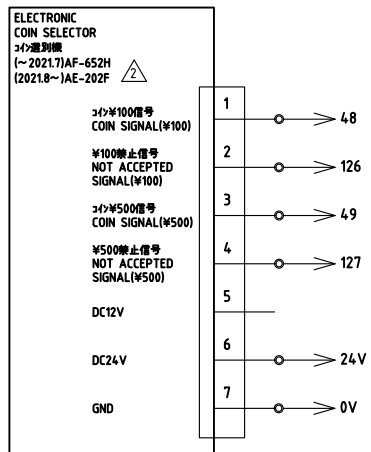 ELECTRONIC
COIN SELECTOR
ｺｲﾝ選別機
(～2021.7)AF-652H
(2021.8～)AE-202F
2
ｺｲﾝ¥100信号
COIN SIGNAL(¥100)
1
48
¥100禁止信号
NOT ACCEPTED
SIGNAL(¥100)
2
126
ｺｲﾝ¥500信号
COIN SIGNAL(¥500)
3
49
¥500禁止信号
NOT ACCEPTED
SIGNAL(¥500)
4
127
DC12V
5
DC24V
6
24V
GND
7
0V